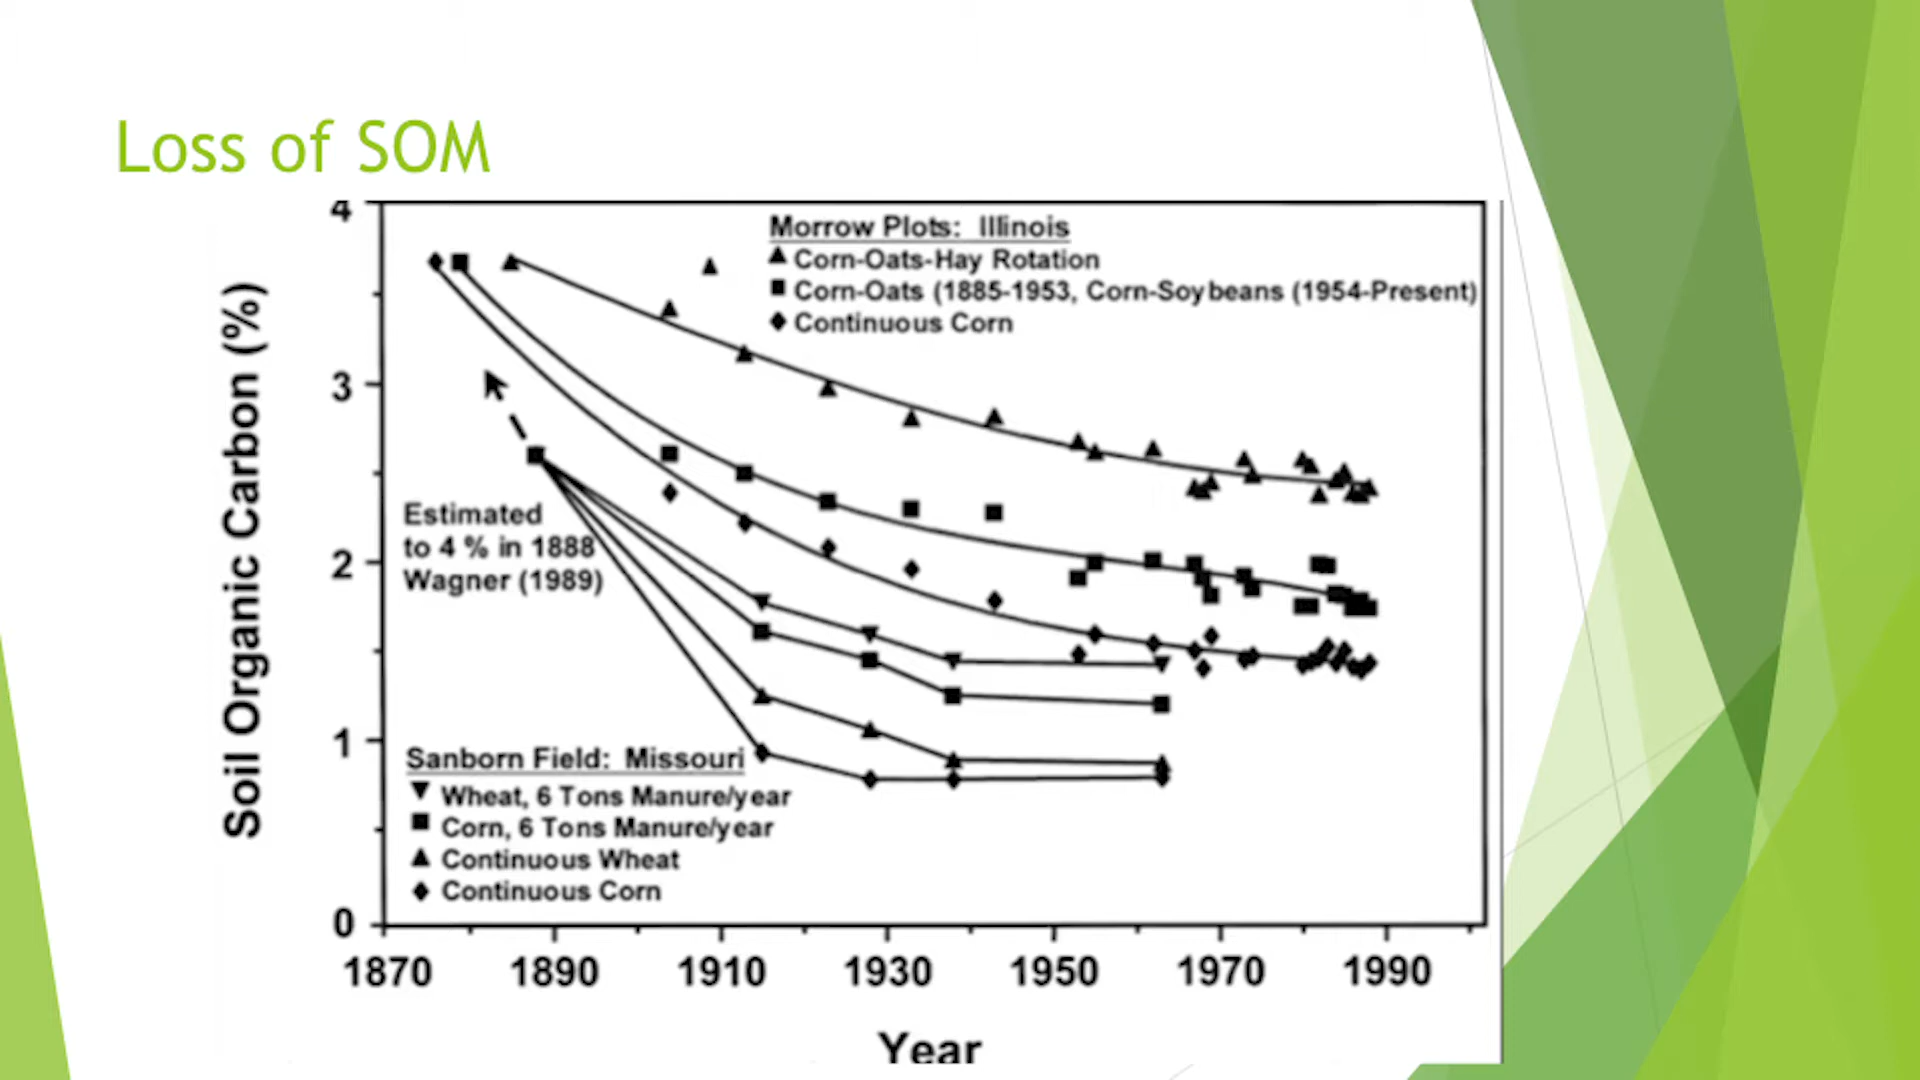 Loss of SOM
4
3
2
1
0
Soil Organic Carbon (%)
Morrow Plots: Illinois
Corn-Oats-Hay Rotation
Corn-Oats (1885-1953, Corn-Soybeans (1954-Present)
Continuous Corn
Estimated
to 4 % in 1888
Wagner (1989)
Sanborn Field: Missouri
Wheat, 6 Tons Manure/year
Corn, 6 Tons Manure/year
Continuous Wheat
Continuous Corn
1870 1890 1910 1930 1950 1970 1990
Year